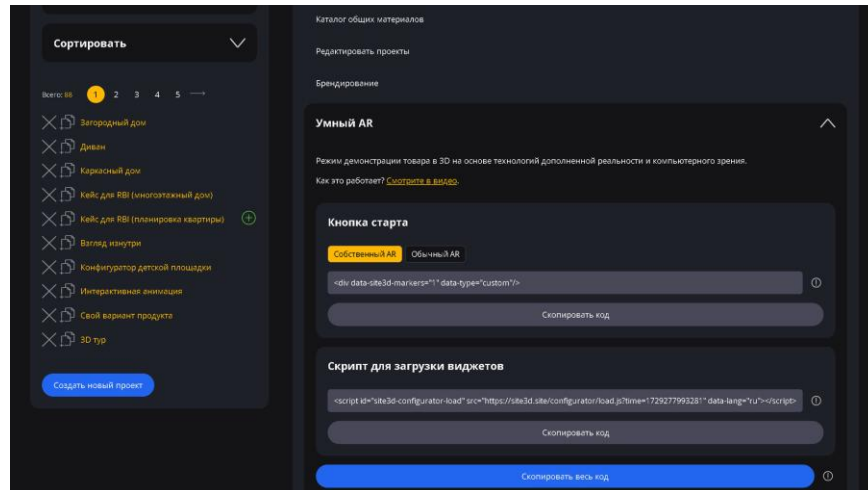 Сортировать
Всего: 88 1 2 3 4 5 →
Загородный дом
Диван
Каркасный дом
Кейс для RBI (многоэтажный дом)
Кейс для RBI (планировка квартиры)
Взгляд изнутри
Конфигуратор детской площадки
Интерактивная анимация
Свой вариант продукта
3D тур
Создать новый проект
Каталог общих материалов
Редактировать проекты
Брендирование
Умный AR
Режим демонстрации товара в 3D на основе технологий дополненной реальности и компьютерного зрения.
Как это работает? Смотрите в видео.
Кнопка старта
Собственный AR Обычный AR
<div data-site3d-markers="1" data-type="custom"/>
Скопировать код
Скрипт для загрузки виджетов
<script id="site3d-configurator-load" src="https://site3d.site/configurator/load.js?time=1729277993281" data-lang="ru"></script>
Скопировать код
Скопировать весь код